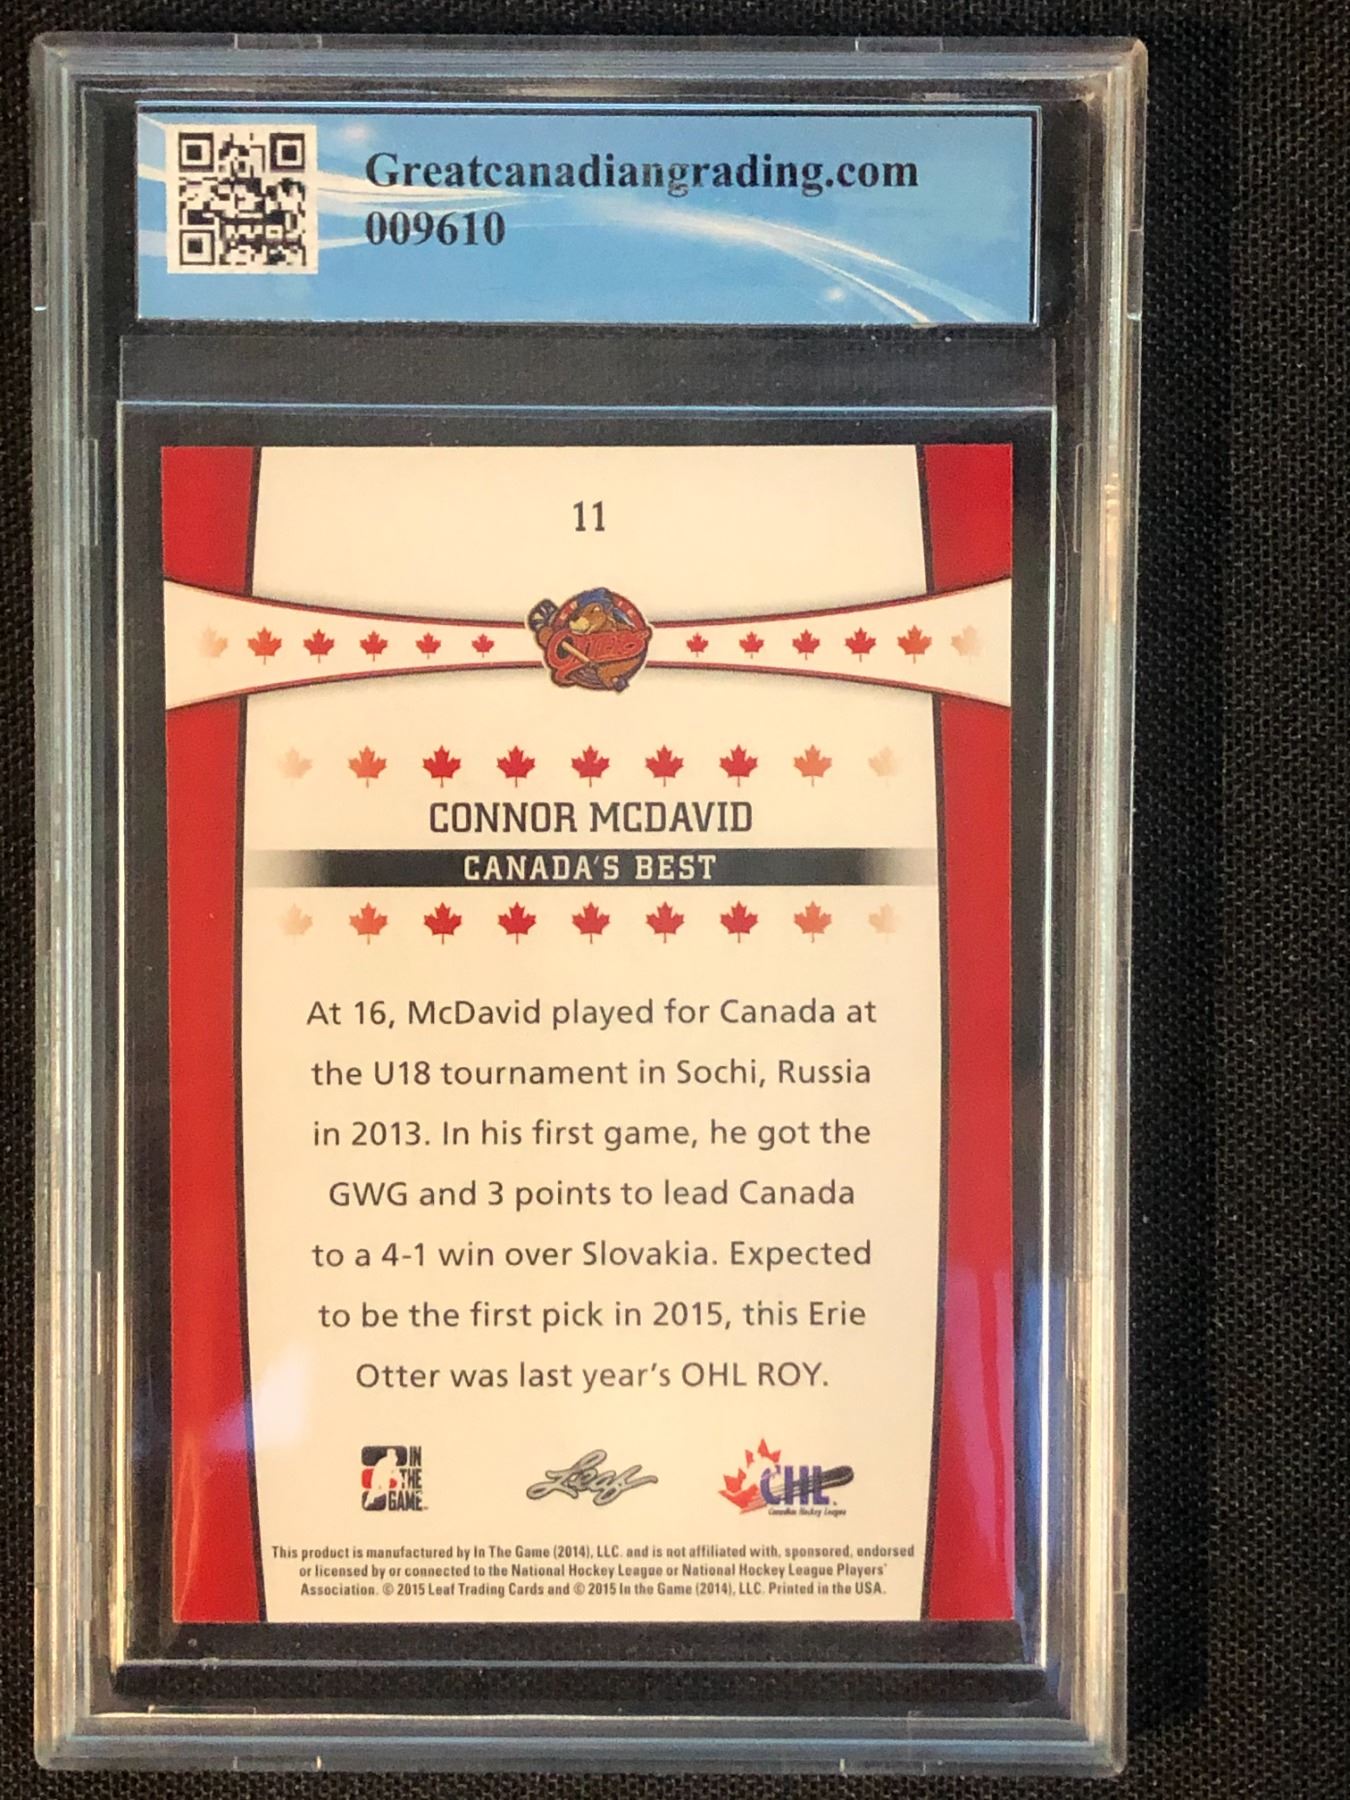 Greatcanadiangrading.com
009610
11
ERIE
OTTERS
CONNOR MCDAVID
CANADA'S BEST
At 16, McDavid played for Canada at
the U18 tournament in Sochi, Russia
in 2013. In his first game, he got the
GWG and 3 points to lead Canada
to a 4-1 win over Slovakia. Expected
to be the first pick in 2015, this Erie
Otter was last year's OHL ROY.
IN
THE
GAME
Leaf
CHL
Canadian Hockey League
This product is manufactured by In The Game (2014), LLC. and is not affiliated with, sponsored, endorsed
or licensed by or connected to the National Hockey League or National Hockey League Players'
Association. © 2015 Leaf Trading Cards and © 2015 In the Game (2014), LLC. Printed in the USA.